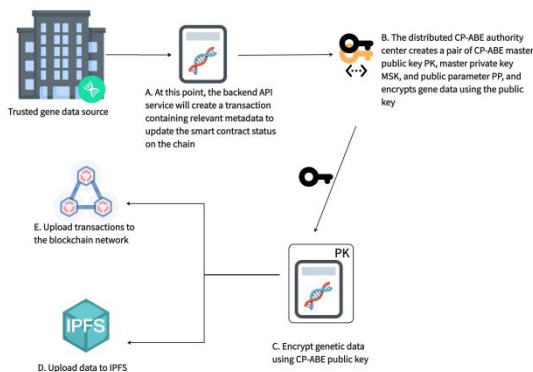 Trusted gene data source
A. At this point, the backend API
service will create a transaction
containing relevant metadata to
update the smart contract status
on the chain
B. The distributed CP-ABE authority
center creates a pair of CP-ABE master
public key PK, master private key
MSK, and public parameter PP, and
encrypts gene data using the public
key
E. Upload transactions to
the blockchain network
PK
C. Encrypt genetic data
using CP-ABE public key
IPFS
D. Upload data to IPFS